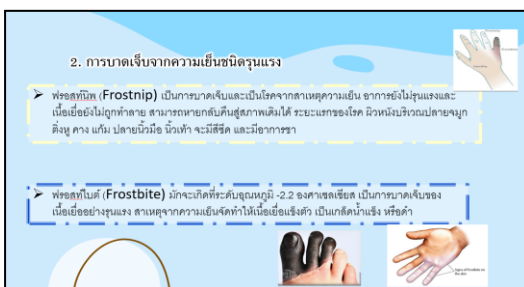 2. การบาดเจ็บจากความเย็นชนิดรุนแรง
➤ ฟรอสท์นิพ (Frostnip) เป็นการบาดเจ็บและเป็นโรคจากสาเหตุความเย็น อาการยังไม่รุนแรงและ
เนื้อเยื่อยังไม่ถูกทำลาย สามารถหายกลับคืนสู่สภาพเดิมได้ ระยะแรกของโรค ผิวหนังบริเวณปลายจมูก
ติ่งหู คาง แก้ม ปลายนิ้วมือ นิ้วเท้า จะมีสีซีด และมีอาการชา
➤ ฟรอสท์ไบต์ (Frostbite) มักจะเกิดที่ระดับอุณหภูมิ -2.2 องศาเซลเซียส เป็นการบาดเจ็บของ
เนื้อเยื่ออย่างรุนแรง สาเหตุจากความเย็นจัดทำให้เนื้อเยื่อแข็งตัว เป็นเกล็ดน้ำแข็ง หรือดำ
Signs of frostbite on
the skin